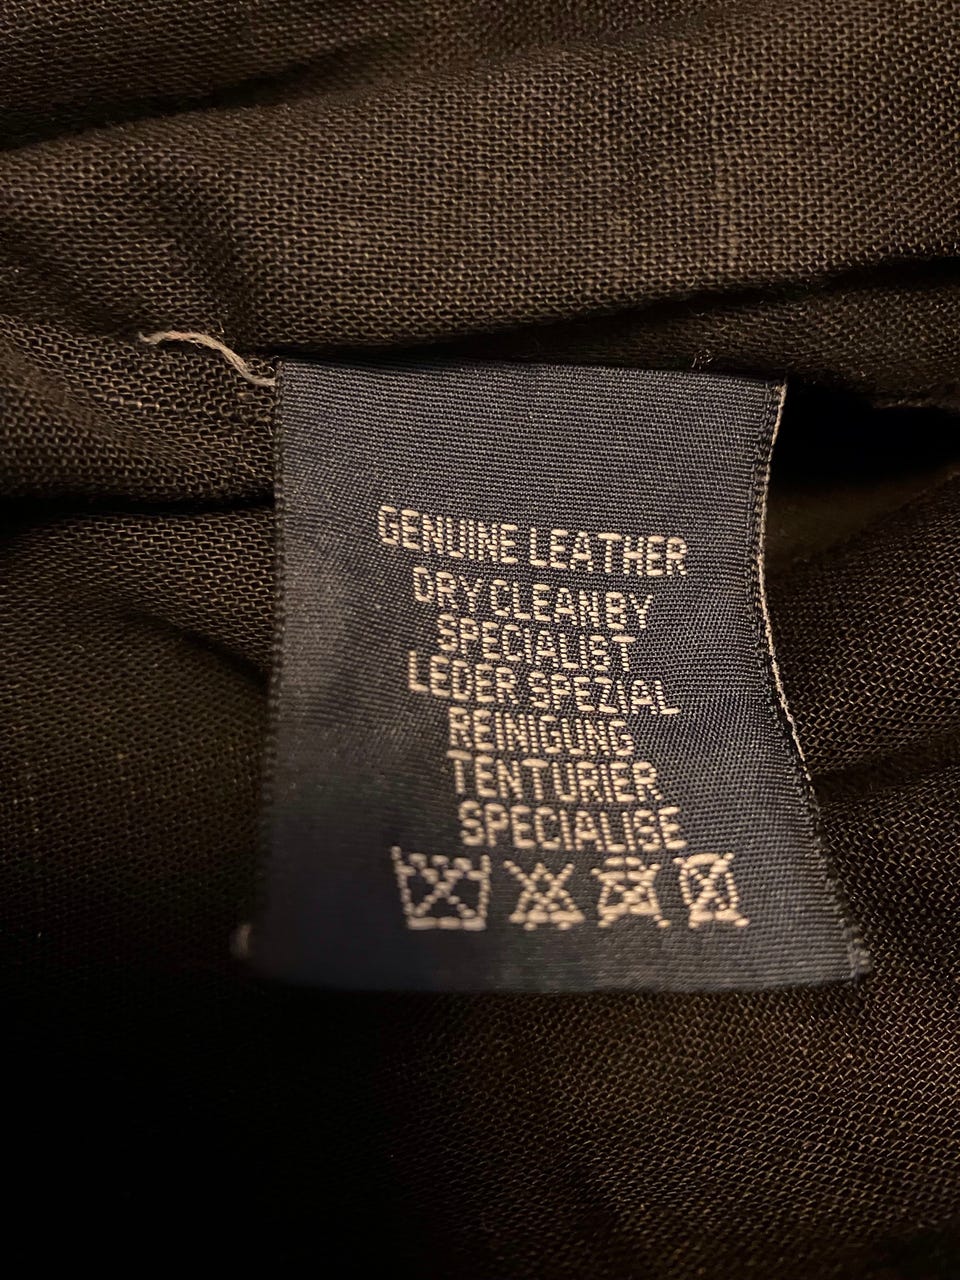 GENUINE LEATHER
DRY CLEAN BY
SPECIALIST
LEDER SPEZIAL
REINIGUNG
TENTURIER
SPECIALISE